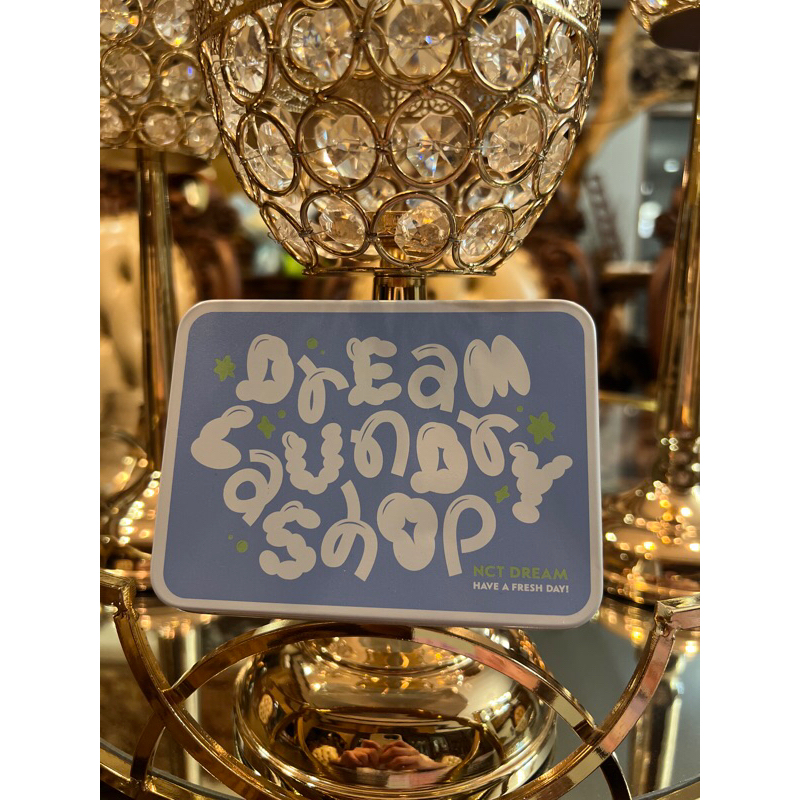 DrEam
LaUNDrY
ShOP
NCT DREAM
HAVE A FRESH DAY!